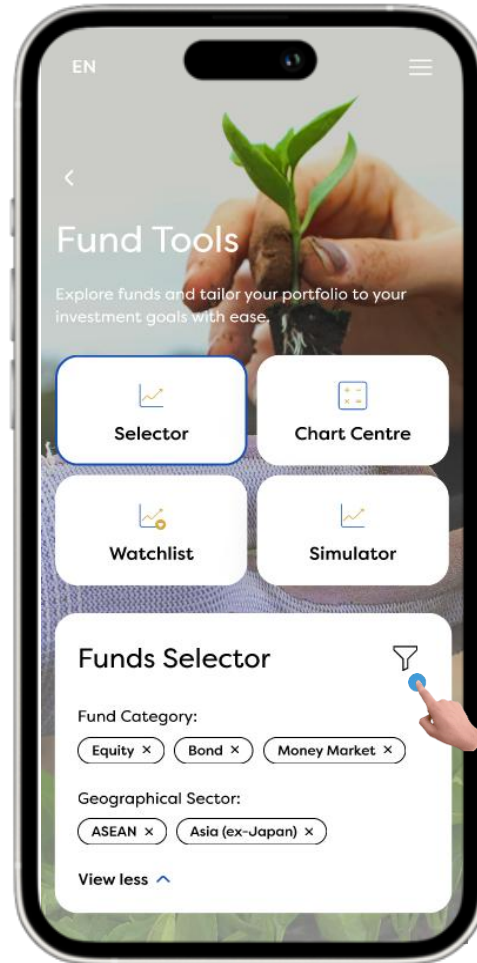 EN
Fund Tools
Explore funds and tailor your portfolio to your
investment goals with ease.
Selector
Chart Centre
Watchlist
Simulator
Funds Selector
Fund Category:
Equity × Bond × Money Market ×
Geographical Sector:
ASEAN × Asia (ex-Japan) ×
View less